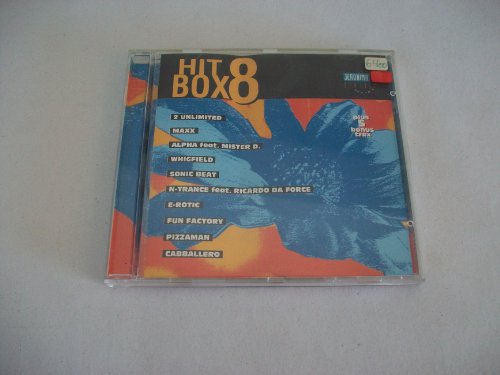 HIT
BOX8
2 UNLIMITED
MAXX
ALPHA feat. MISTER D.
WHIGFIELD
SONIC BEAT
N-TRANCE feat. RICARDO DA FORCE
E-ROTIC
FUN FACTORY
PIZZAMAN
CABBALLERO
plus
5
bonus
trax